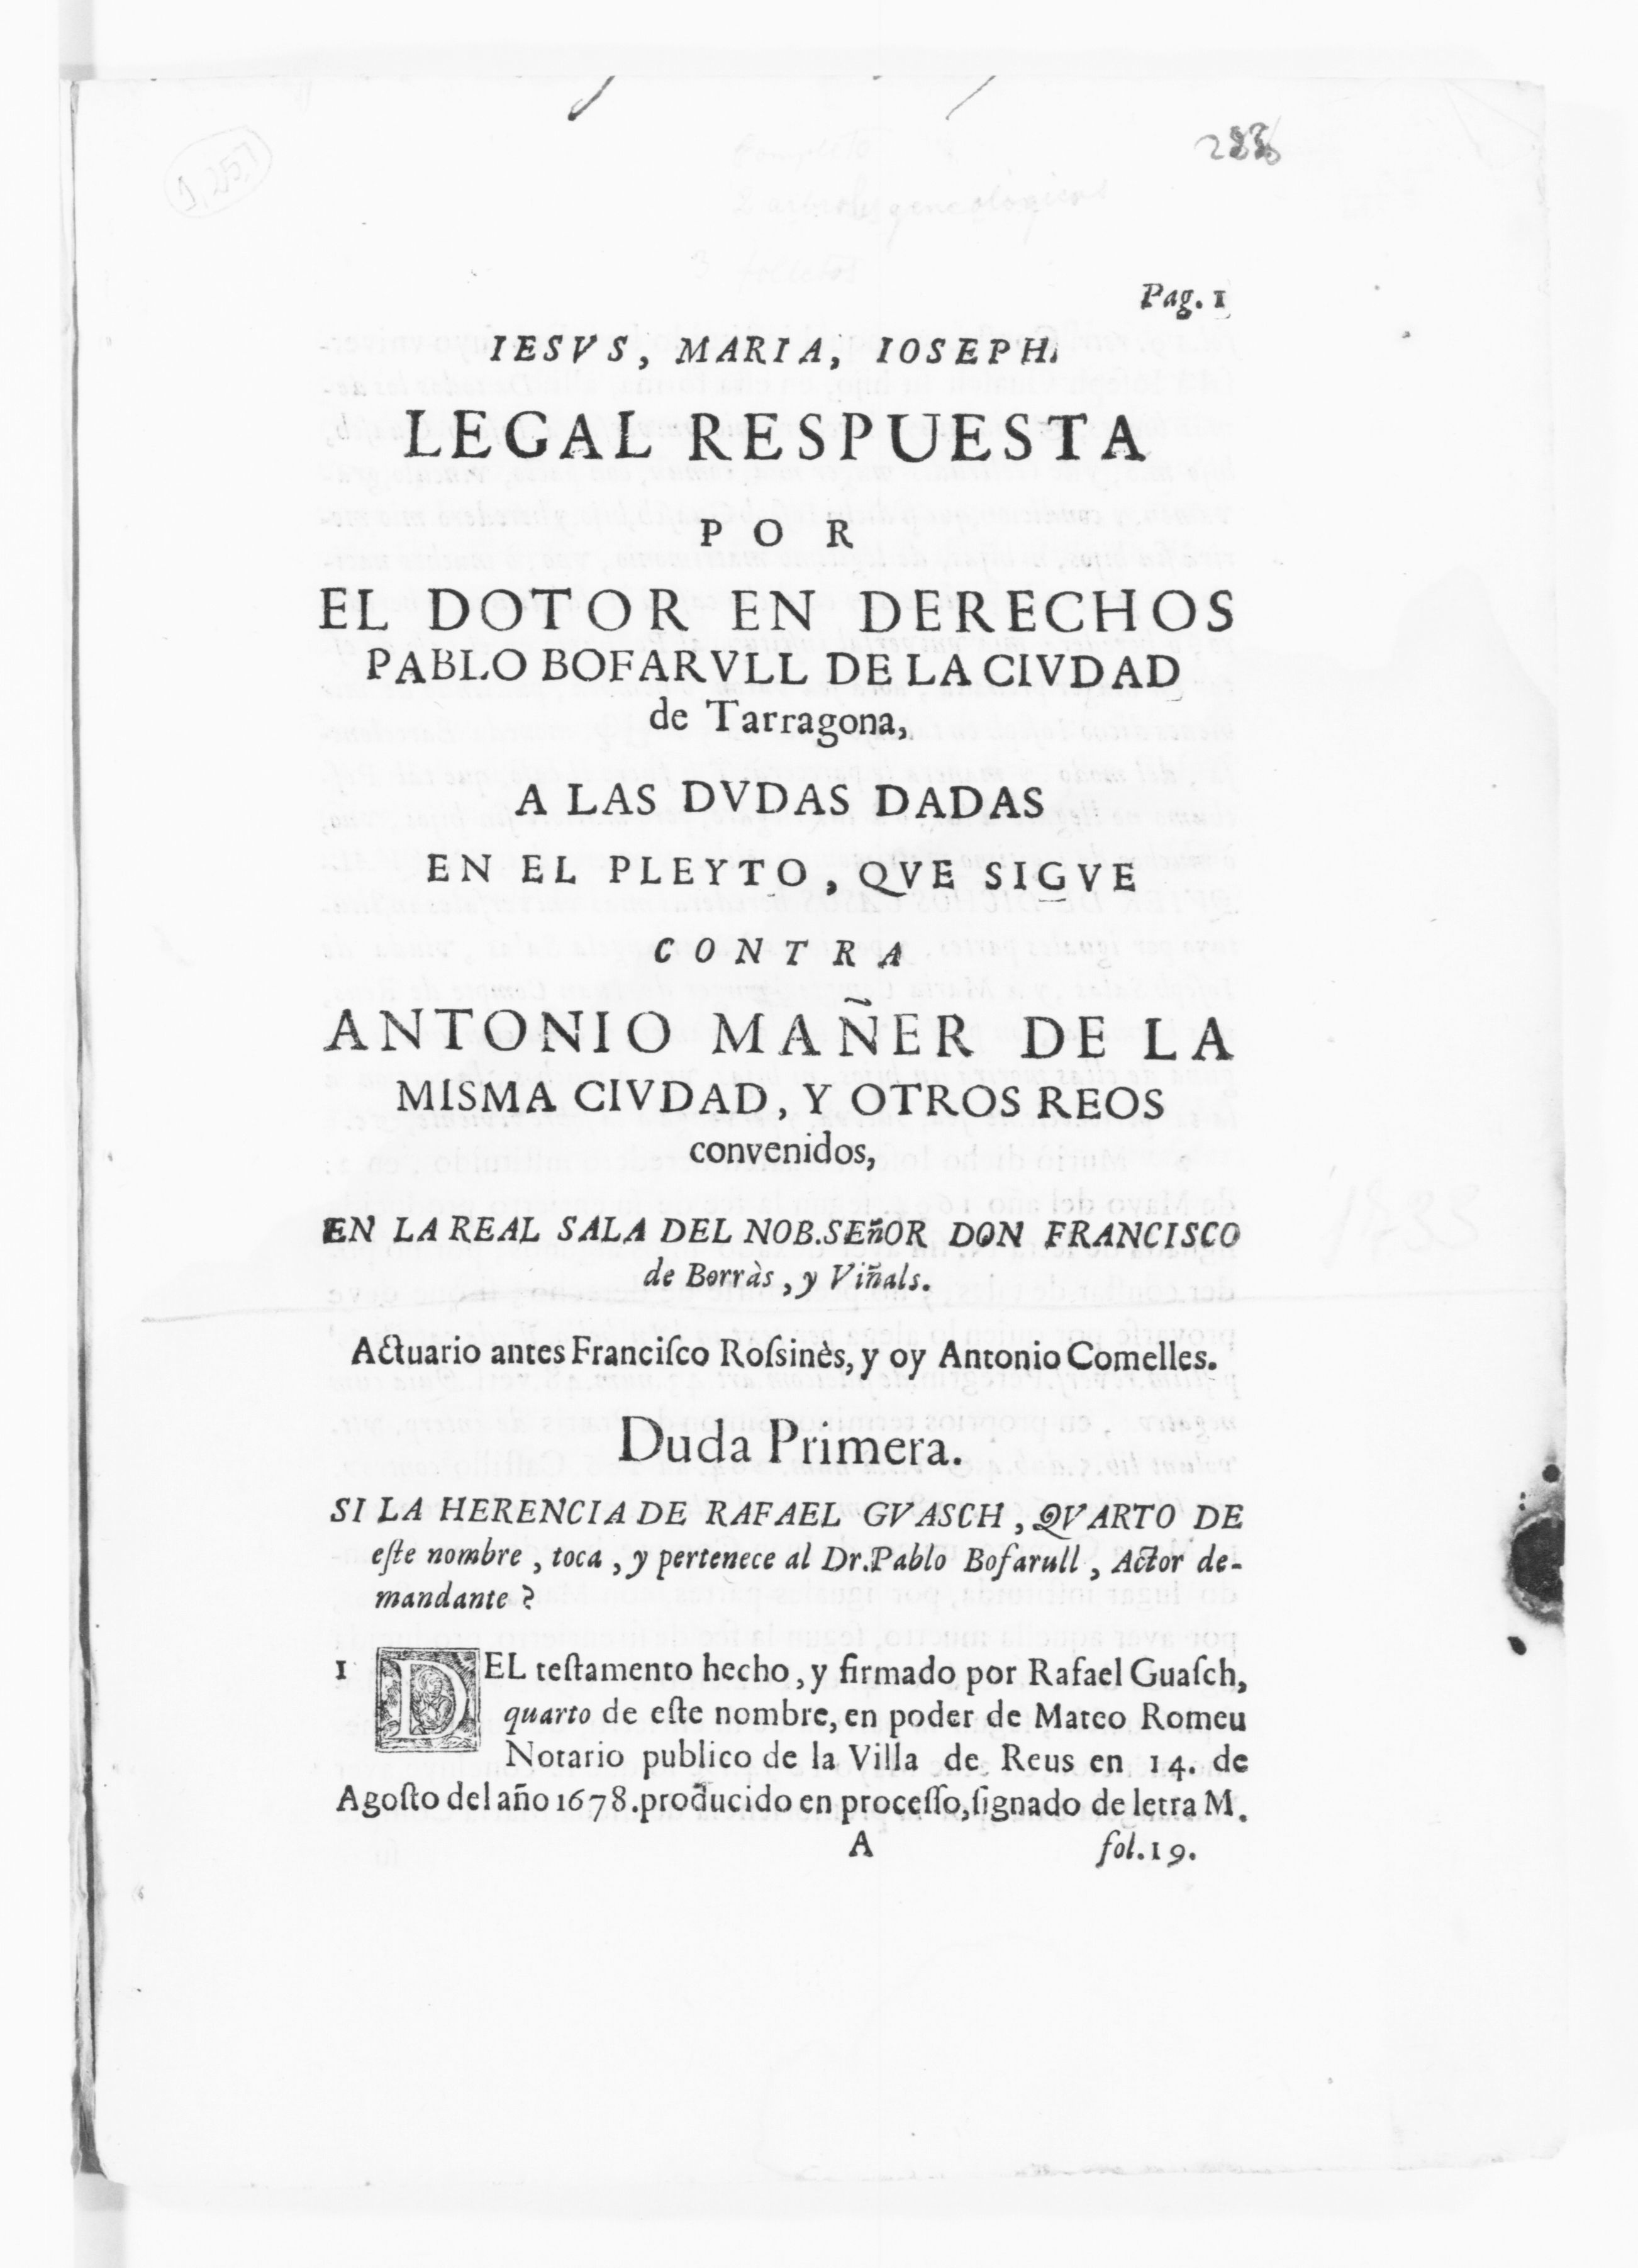 Pag. 1
IESVS, MARIA, IOSEPH.
LEGAL RESPUESTA
POR
EL DOTOR EN DERECHOS
PABLO BOFARVLL DE LA CIVDAD
de Tarragona,
A LAS DVDAS DADAS
EN EL PLEYTO, QVE SIGVE
CONTRA
ANTONIO MAÑER DE LA
MISMA CIVDAD, Y OTROS REOS
convenidos,
EN LA REAL SALA DEL NOB. SEñOR DON FRANCISCO
de Borràs, y Viñals.
Actuario antes Franciſco Roſsinès, y oy Antonio Comelles.
Duda Primera.
SI LA HERENCIA DE RAFAEL GVASCH, QVARTO DE
eſte nombre, toca, y pertenece al Dr. Pablo Bofarull, Actor de-
mandante?
1 DEL teſtamento hecho, y firmado por Rafael Guaſch,
quarto de eſte nombre, en poder de Mateo Romeu
Notario publico de la Villa de Reus en 14. de
Agoſto del año 1678. producido en proceſſo, ſignado de letra M.
A fol. 19.